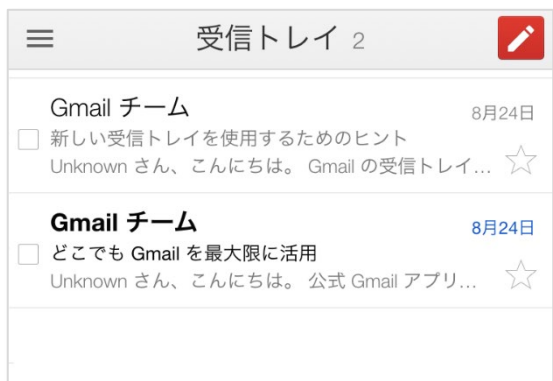 受信トレイ 2
Gmail チーム 8月24日
新しい受信トレイを使用するためのヒント
Unknown さん、こんにちは。 Gmail の受信トレイ...
Gmail チーム 8月24日
どこでも Gmail を最大限に活用
Unknown さん、こんにちは。 公式 Gmail アプリ...